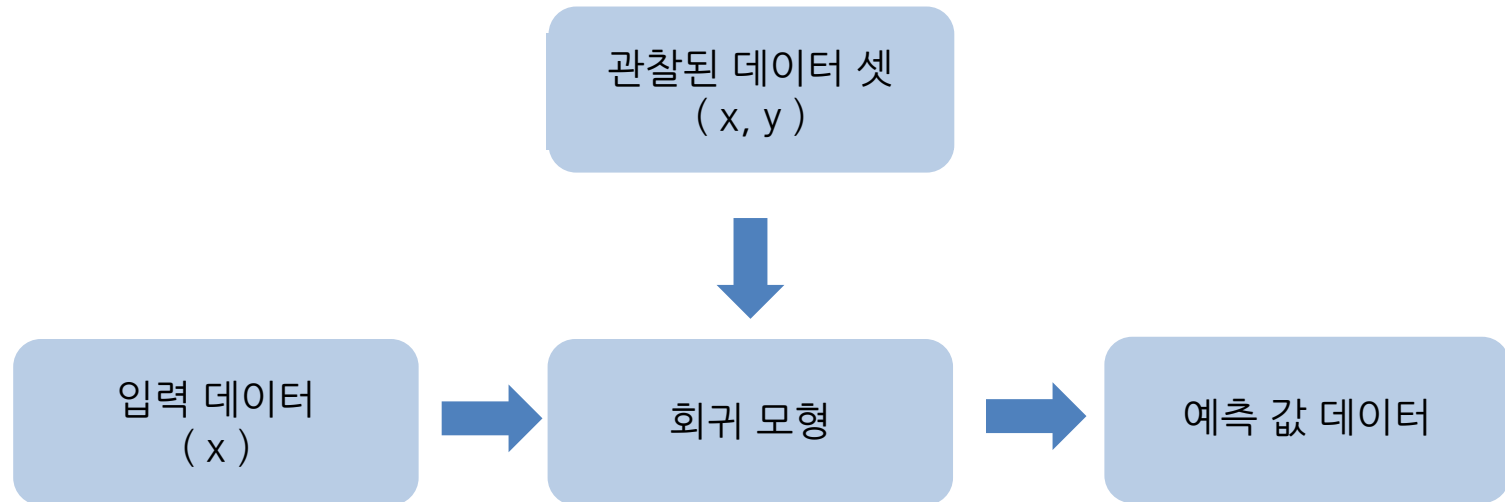 관찰된 데이터 셋
( x, y )
입력 데이터
( x )
회귀 모형
예측 값 데이터